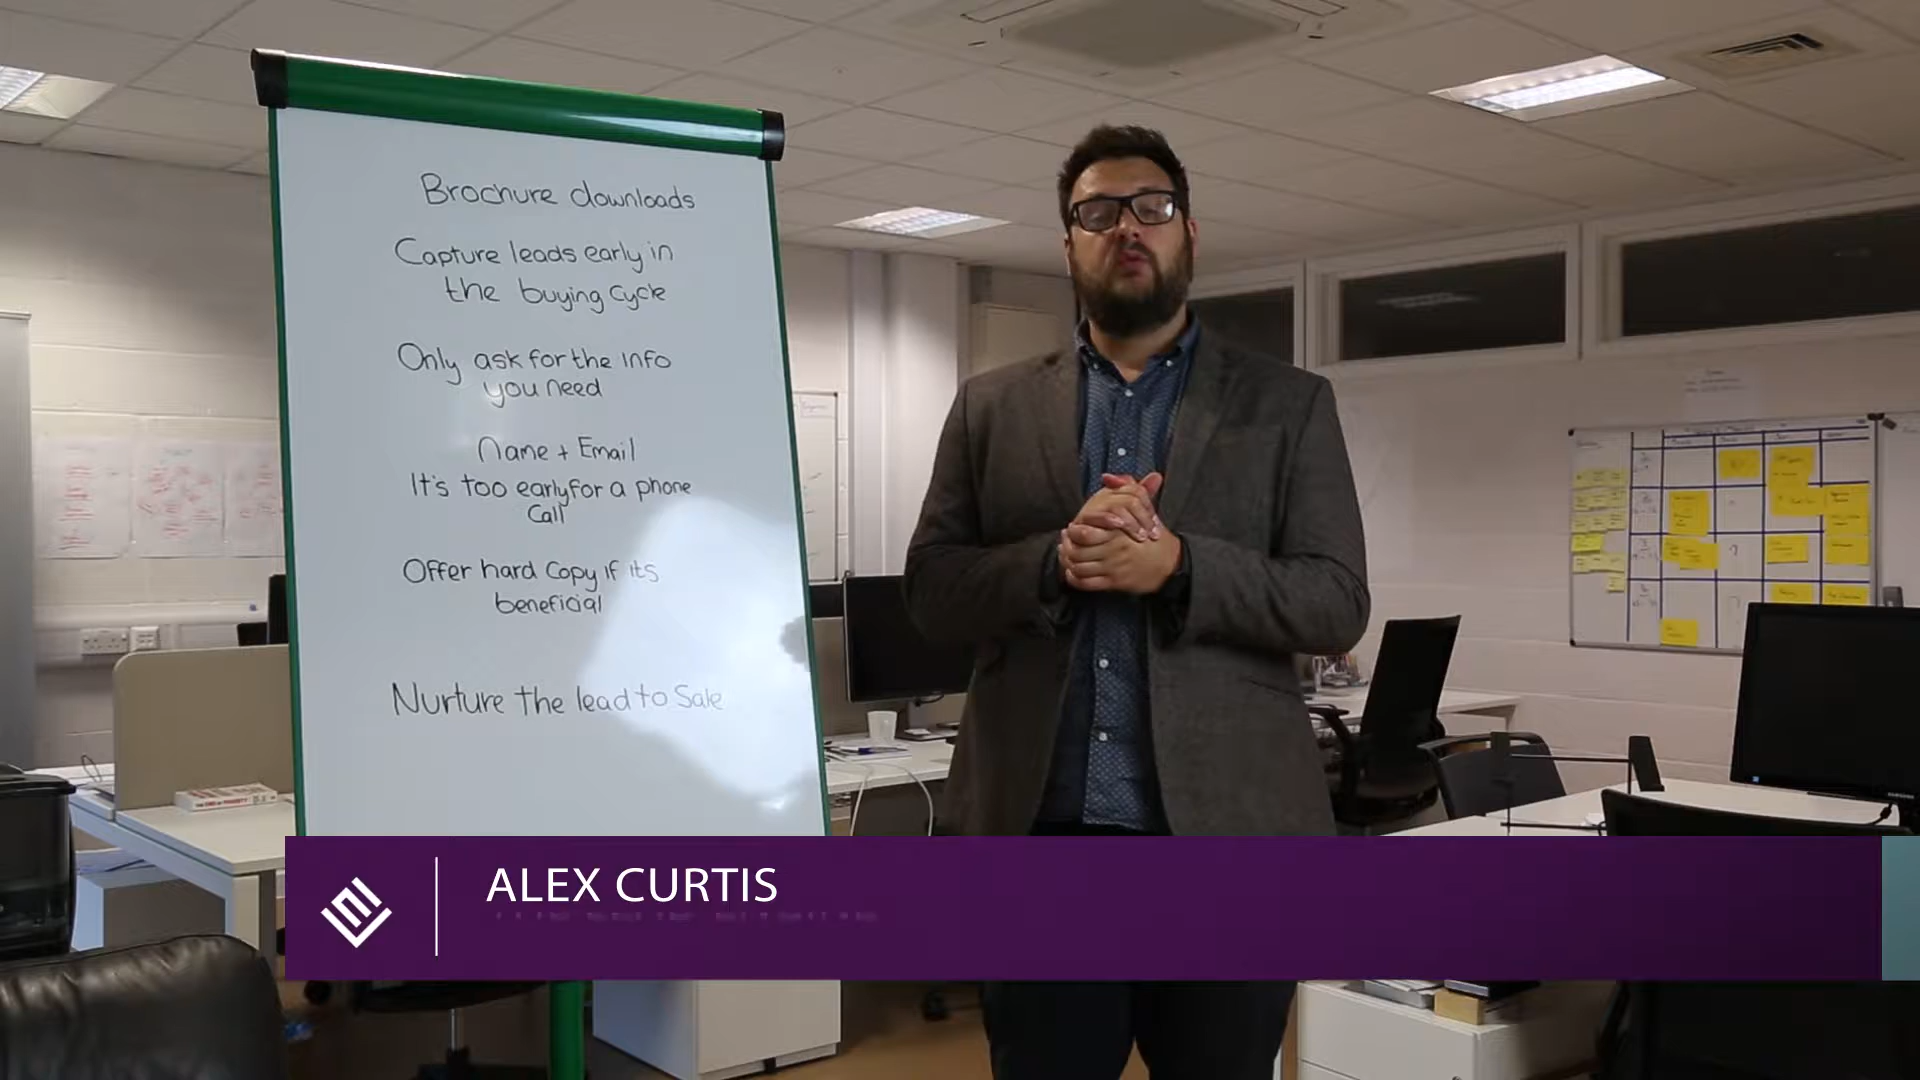 Brochure downloads
Capture leads early in
the buying cycle
Only ask for the info
you need
Name + Email
It's too early for a phone
Call
Offer hard copy if its
beneficial
Nurture the lead to Sale
ALEX CURTIS
SAMSUNG